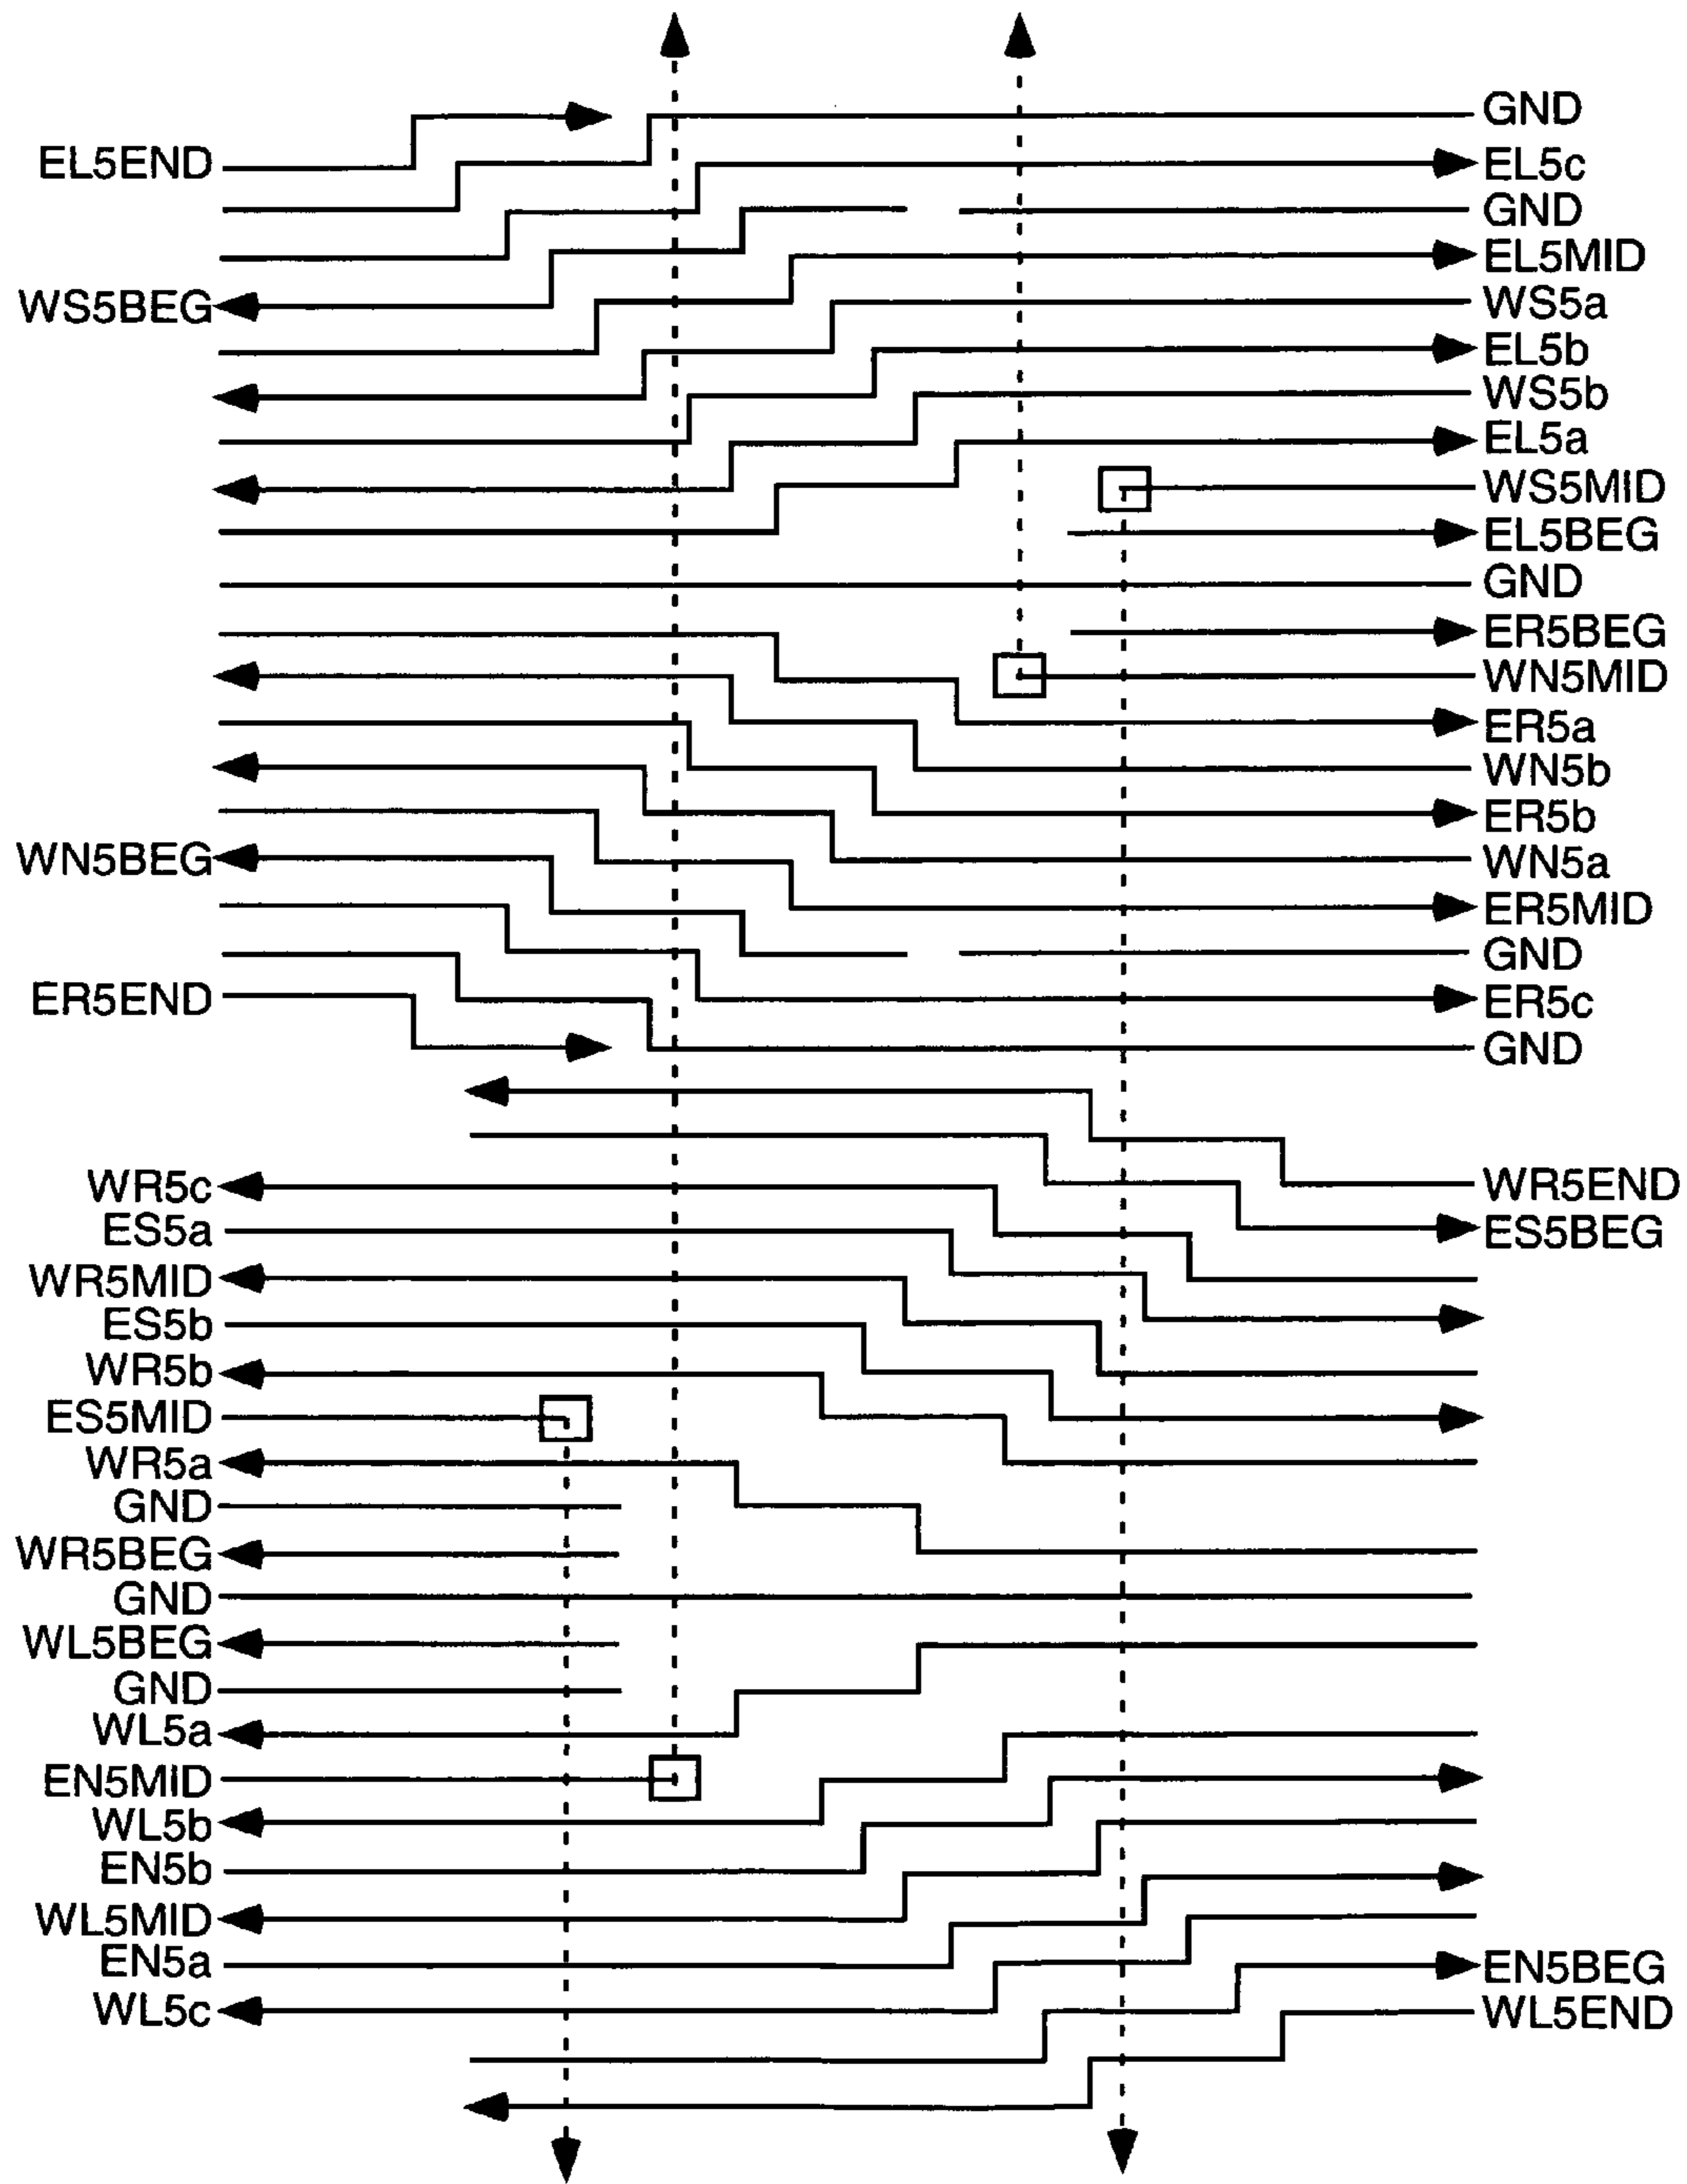 GND
EL5END
EL5c
GND
EL5MID
WS5BEG
WS5a
EL5b
WS5b
EL5a
WS5MID
EL5BEG
GND
ER5BEG
WN5MID
ER5a
WN5b
ER5b
WN5BEG
WN5a
ER5MID
GND
ER5END
ER5c
GND
WR5c
WR5END
ES5a
ES5BEG
WR5MID
ES5b
WR5b
ES5MID
WR5a
GND
WR5BEG
GND
WL5BEG
GND
WL5a
EN5MID
WL5b
EN5b
WL5MID
EN5a
EN5BEG
WL5c
WL5END